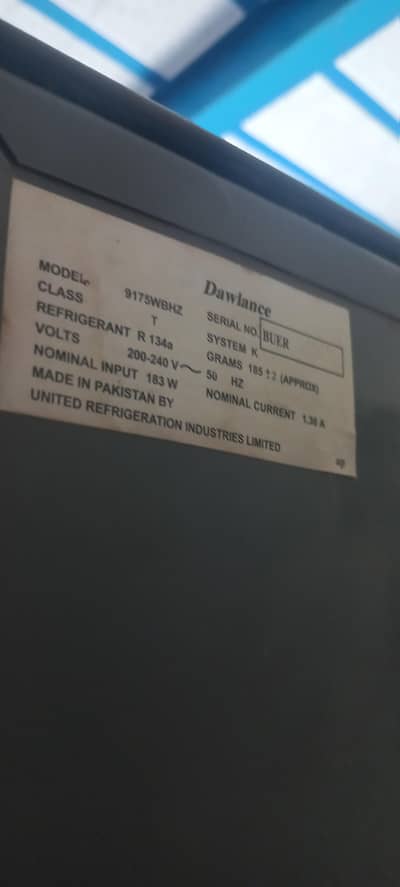 Dawlance
MODEL 9175WBHZ SERIAL NO. BUER
CLASS T SYSTEM K
REFRIGERANT R 134a GRAMS 185 ±2 (APPROX)
VOLTS 200-240 V~ 50 HZ
NOMINAL INPUT 183 W NOMINAL CURRENT 1.38 A
MADE IN PAKISTAN BY
UNITED REFRIGERATION INDUSTRIES LIMITED